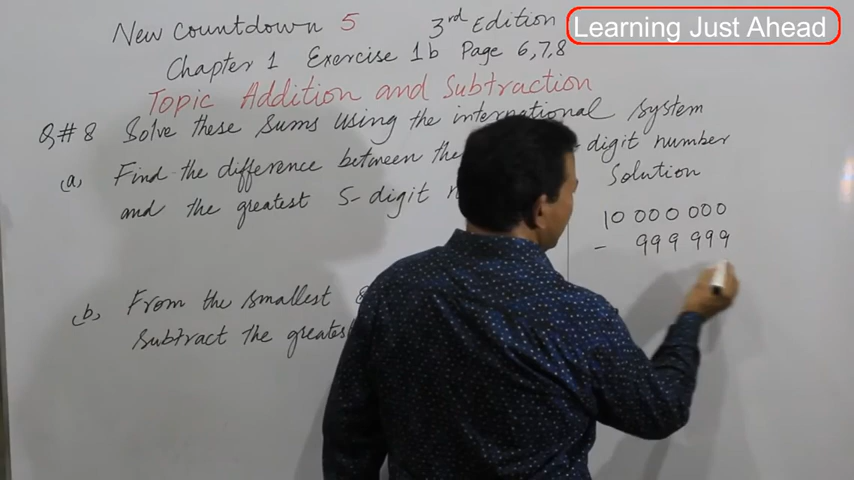 New Countdown 5 3rd Edition
Learning Just Ahead
Chapter 1 Exercise 1b Page 6,7,8
Topic Addition and Subtraction
Q#8 Solve these sums using the international system
(a) Find the difference between the - digit number
and the greatest 5-digit
Solution
10 000 000
- 999 999
(b) From the smallest
subtract the greatest